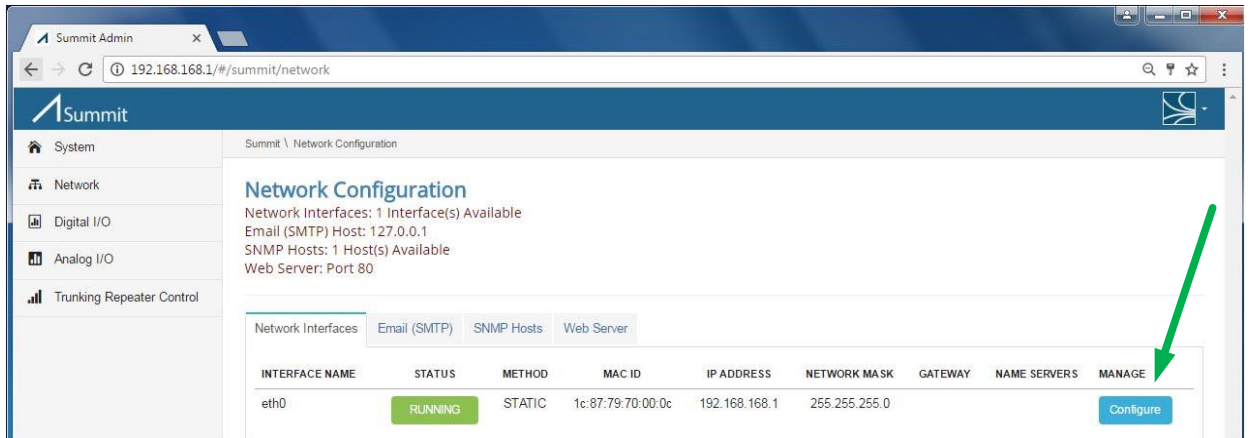 Summit Admin
192.168.168.1/#/summit/network
Summit
System
Network
Digital I/O
Analog I/O
Trunking Repeater Control
Summit \ Network Configuration
Network Configuration
Network Interfaces: 1 Interface(s) Available
Email (SMTP) Host: 127.0.0.1
SNMP Hosts: 1 Host(s) Available
Web Server: Port 80
Network Interfaces Email (SMTP) SNMP Hosts Web Server
INTERFACE NAME STATUS METHOD MAC ID IP ADDRESS NETWORK MASK GATEWAY NAME SERVERS MANAGE
eth0 RUNNING STATIC 1c:87:79:70:00:0c 192.168.168.1 255.255.255.0 Configure